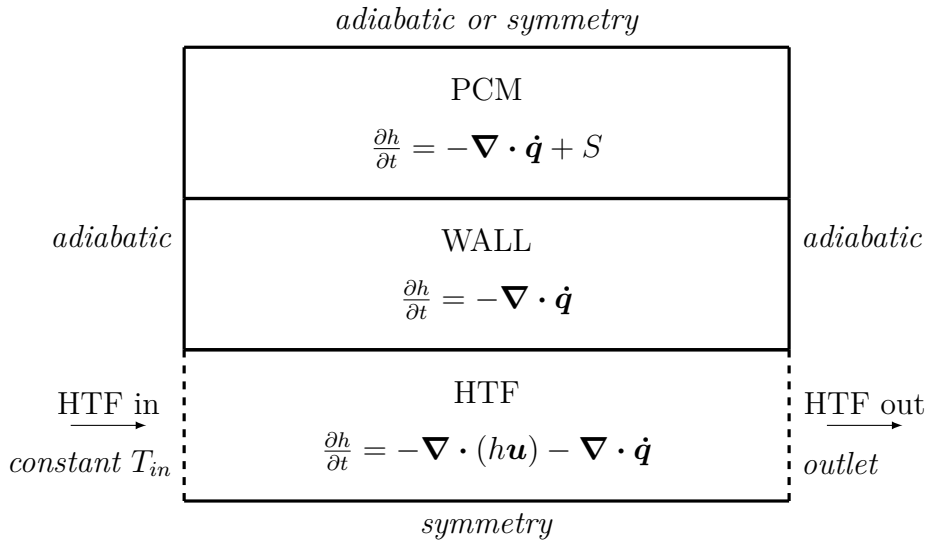 adiabatic or symmetry
PCM
∂h/∂t = −∇ · q̇ + S
adiabatic
WALL
adiabatic
∂h/∂t = −∇ · q̇
HTF in
HTF
HTF out
constant T_in
∂h/∂t = −∇ · (hu) − ∇ · q̇
outlet
symmetry